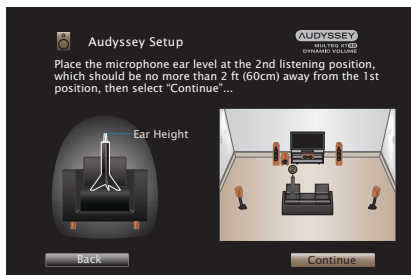 Audyssey Setup
AUDYSSEY
MULTEQ XT32
DYNAMIC VOLUME
Place the microphone ear level at the 2nd listening position,
which should be no more than 2 ft (60cm) away from the 1st
position, then select “Continue”...
Ear Height
Back
Continue